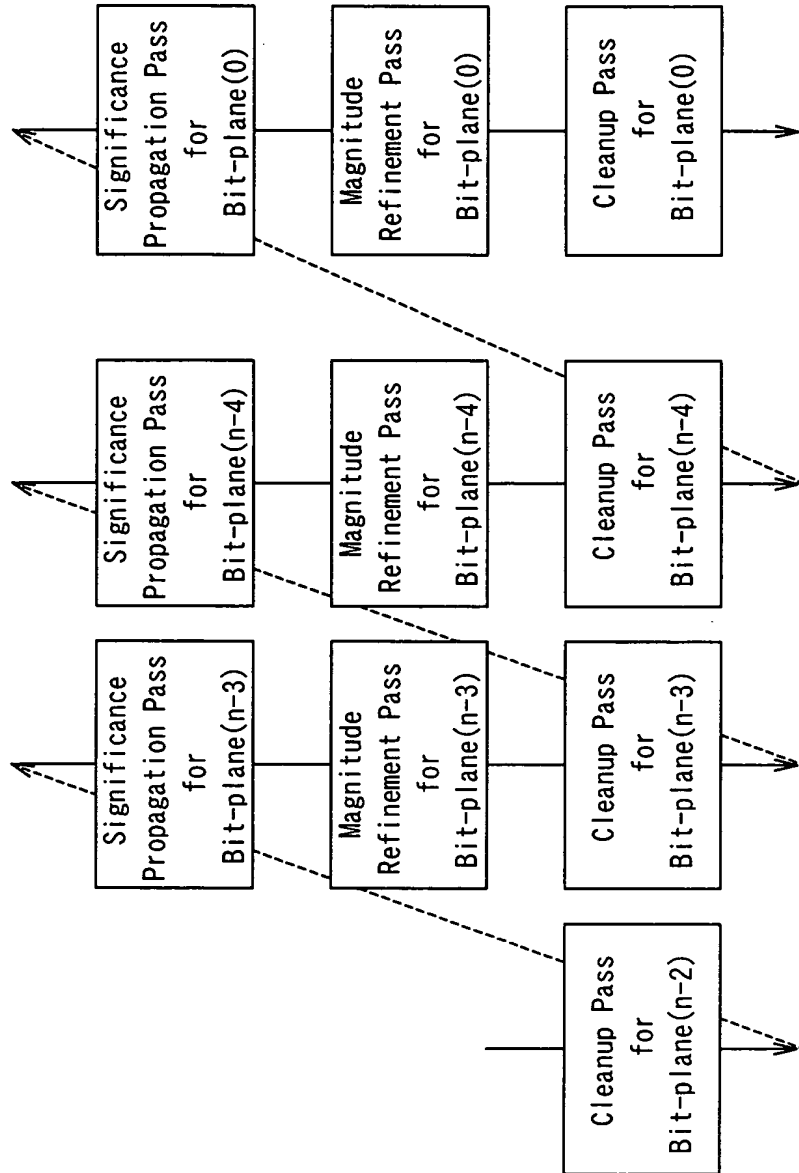 Cleanup Pass
for
Bit-plane(n-2)
Significance
Propagation Pass
for
Bit-plane(n-3)
Magnitude
Refinement Pass
for
Bit-plane(n-3)
Cleanup Pass
for
Bit-plane(n-3)
Significance
Propagation Pass
for
Bit-plane(n-4)
Magnitude
Refinement Pass
for
Bit-plane(n-4)
Cleanup Pass
for
Bit-plane(n-4)
Significance
Propagation Pass
for
Bit-plane(0)
Magnitude
Refinement Pass
for
Bit-plane(0)
Cleanup Pass
for
Bit-plane(0)